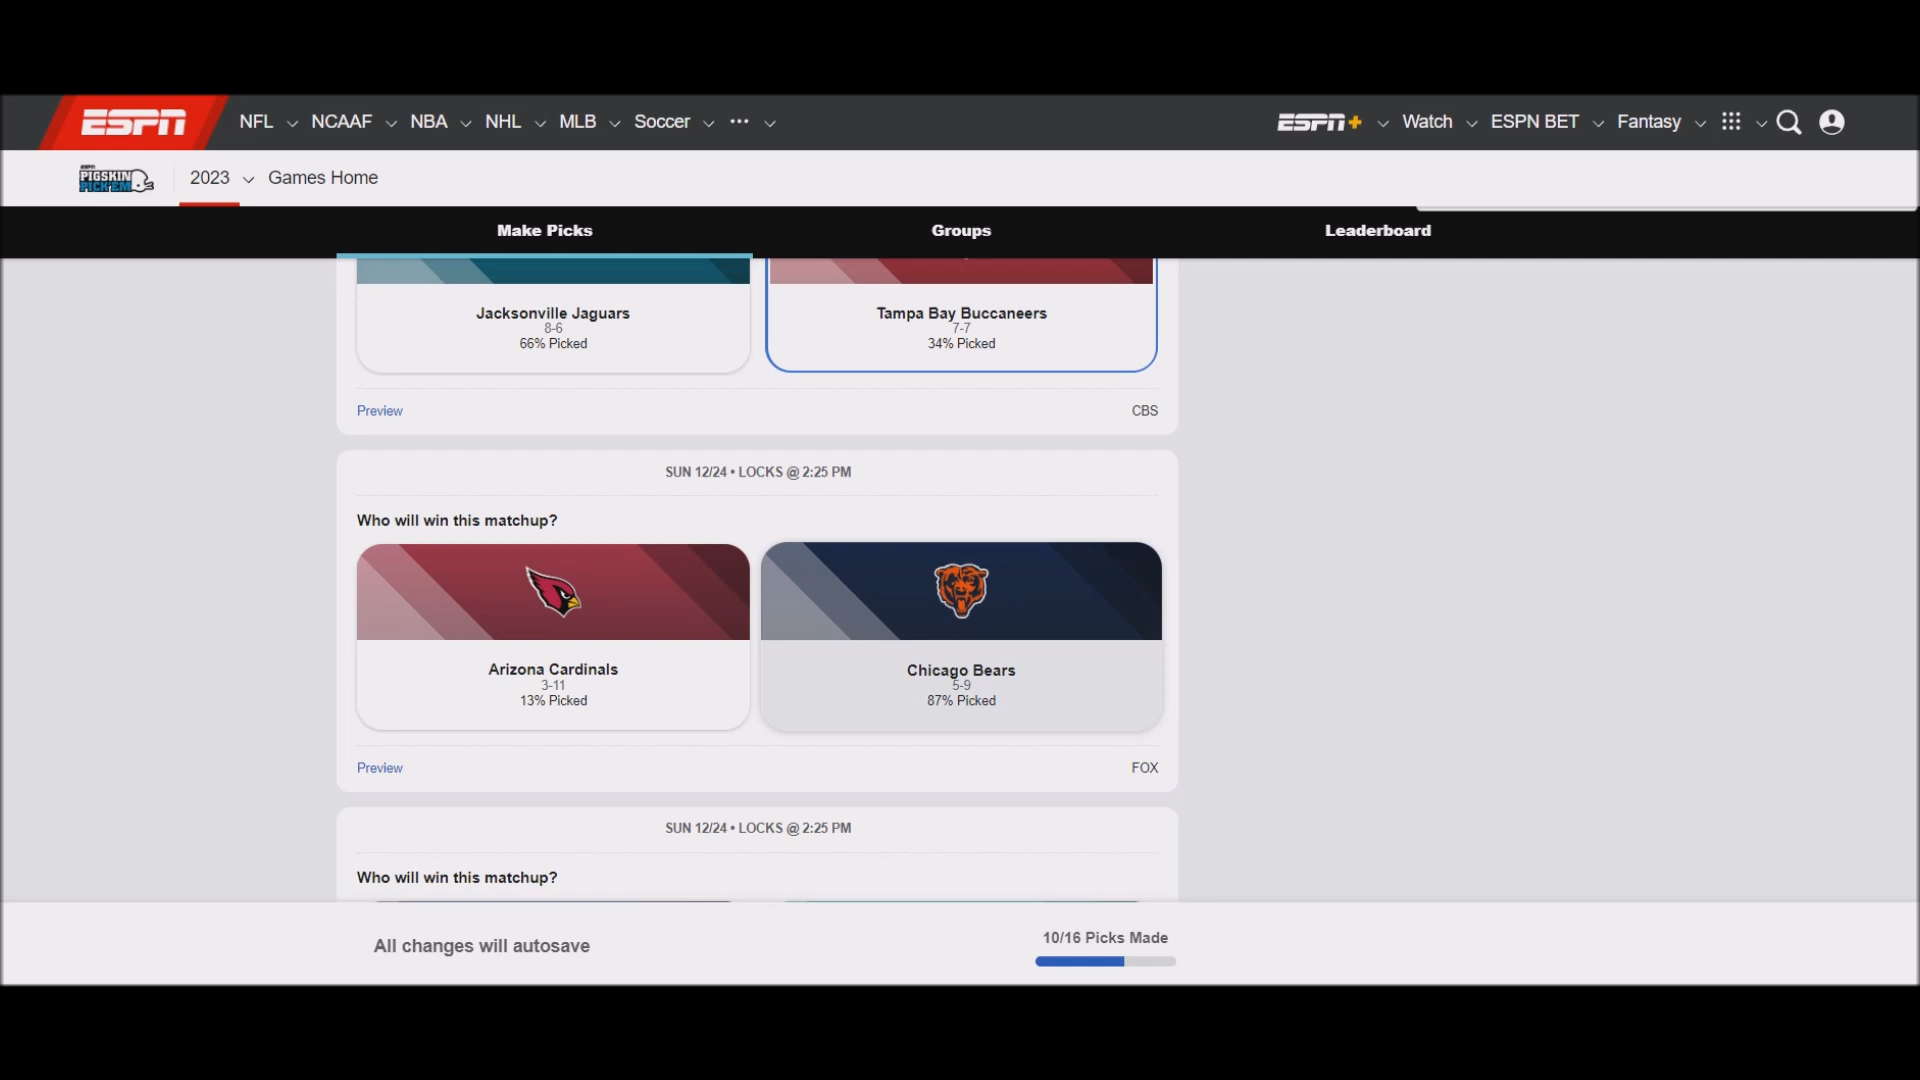 ESPN NFL NCAAF NBA NHL MLB Soccer ESPN+ Watch ESPN BET Fantasy
ESPN
PIGSKIN
PICK'EM
2023 Games Home
Make Picks Groups Leaderboard
Jacksonville Jaguars
8-6
66% Picked
Tampa Bay Buccaneers
7-7
34% Picked
Preview CBS
SUN 12/24 • LOCKS @ 2:25 PM
Who will win this matchup?
Arizona Cardinals
3-11
13% Picked
Chicago Bears
5-9
87% Picked
Preview FOX
SUN 12/24 • LOCKS @ 2:25 PM
Who will win this matchup?
All changes will autosave
10/16 Picks Made